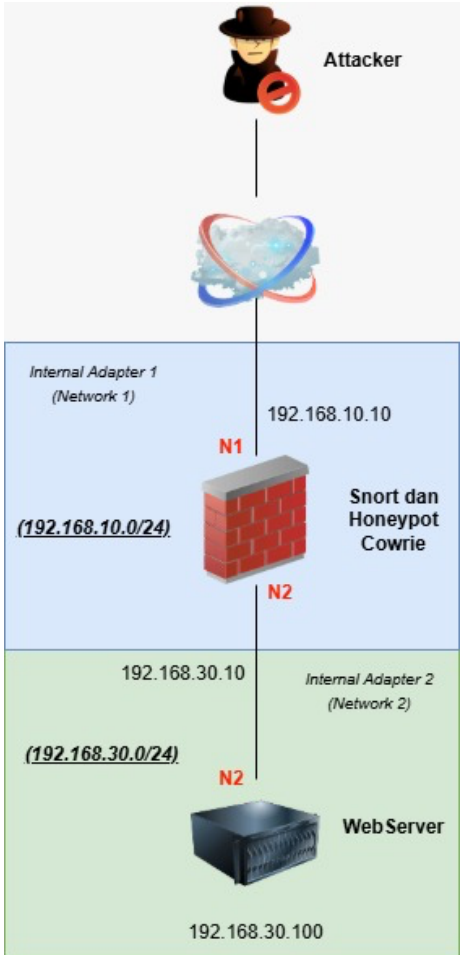 Attacker
Internal Adapter 1
(Network 1)
192.168.10.10
N1
(192.168.10.0/24)
Snort dan
Honeypot
Cowrie
N2
192.168.30.10
Internal Adapter 2
(Network 2)
(192.168.30.0/24)
N2
Web Server
192.168.30.100